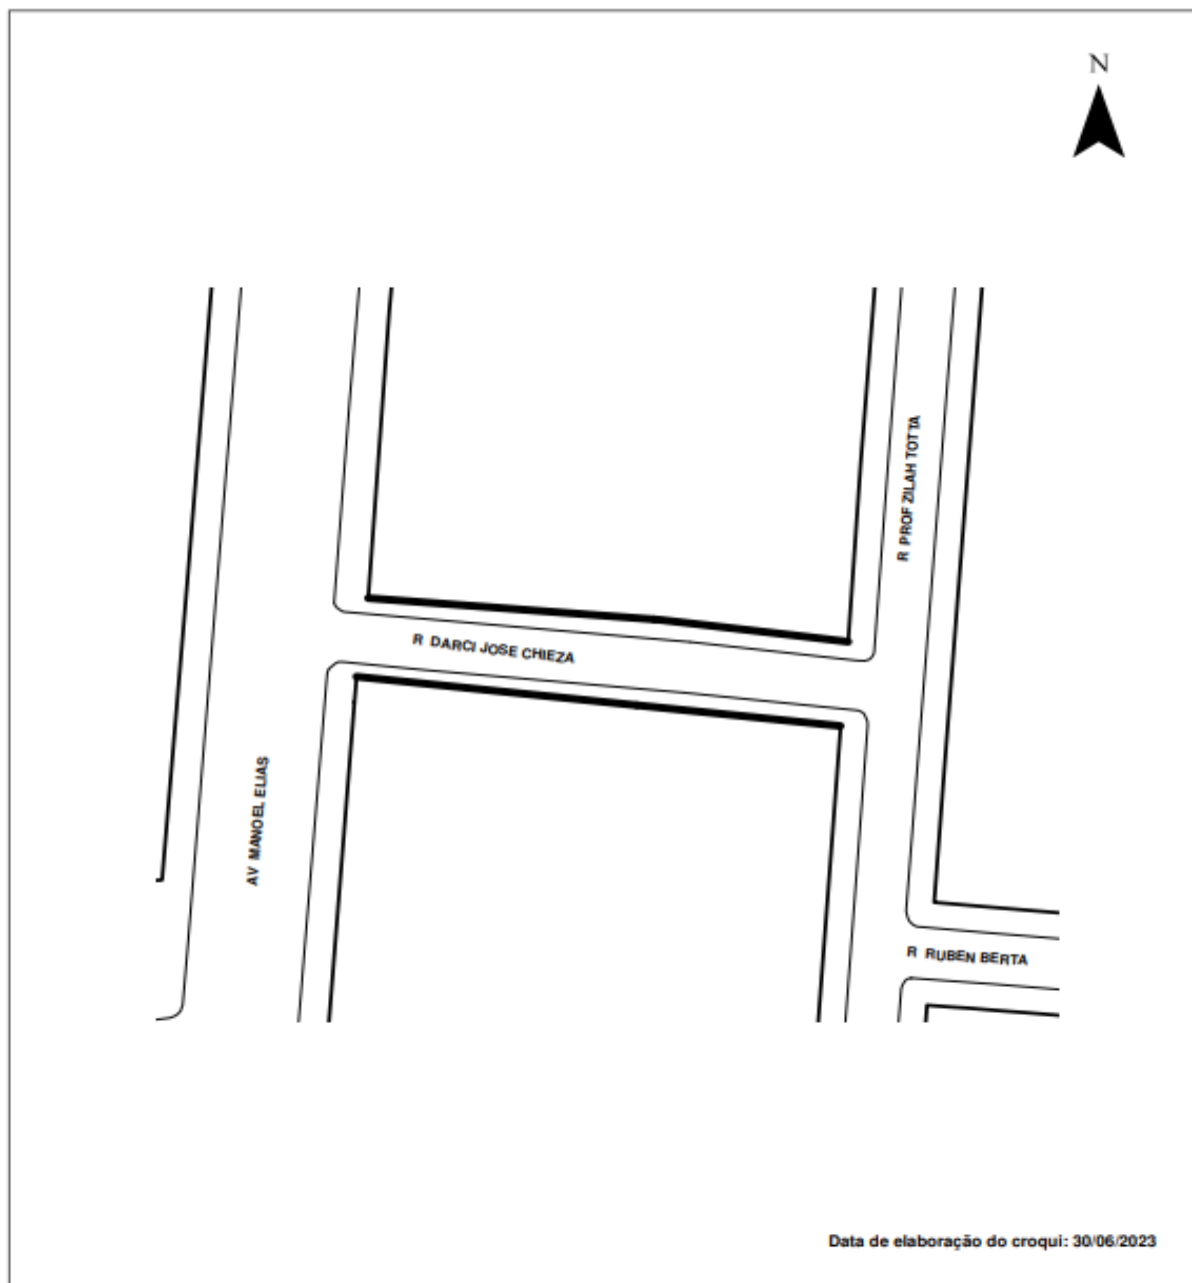 N
R PROF ZILAH TOTTA
R DARCI JOSE CHIEZA
AV MANOEL ELIAS
R RUBEN BERTA
Data de elaboração do croqui: 30/06/2023